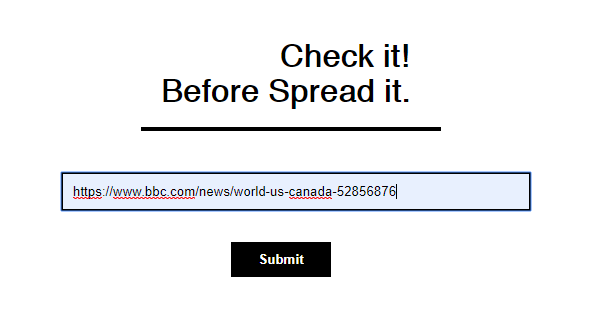 Check it!
Before Spread it.
https://www.bbc.com/news/world-us-canada-52856876
Submit